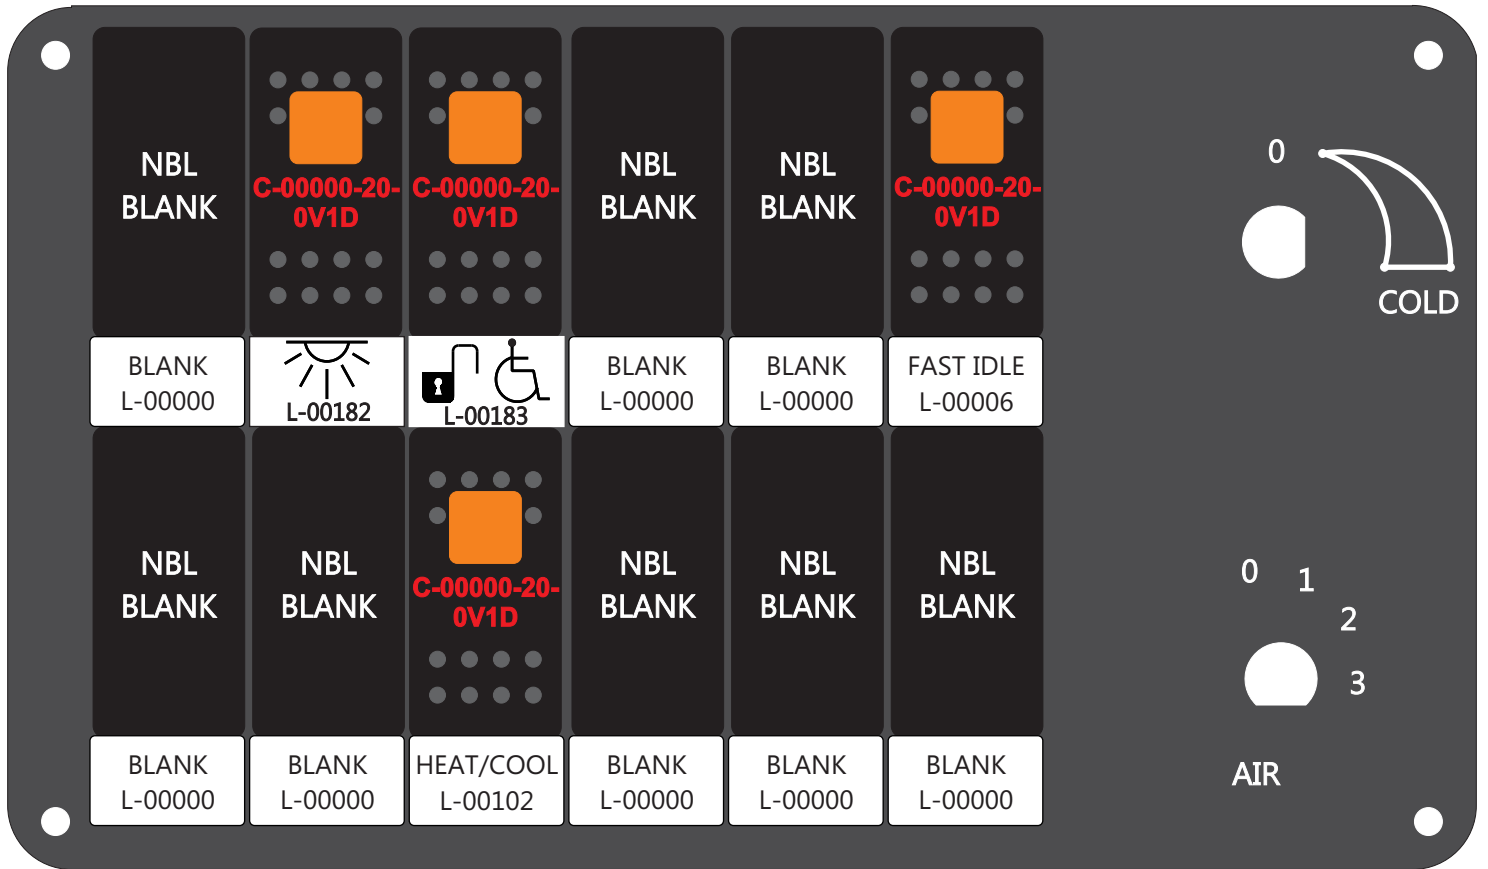 NBL
BLANK
C-00000-20-
0V1D
C-00000-20-
0V1D
NBL
BLANK
NBL
BLANK
C-00000-20-
0V1D
0
COLD
BLANK
L-00000
L-00182
L-00183
BLANK
L-00000
BLANK
L-00000
FAST IDLE
L-00006
NBL
BLANK
NBL
BLANK
C-00000-20-
0V1D
NBL
BLANK
NBL
BLANK
NBL
BLANK
0
1
2
3
AIR
BLANK
L-00000
BLANK
L-00000
HEAT/COOL
L-00102
BLANK
L-00000
BLANK
L-00000
BLANK
L-00000